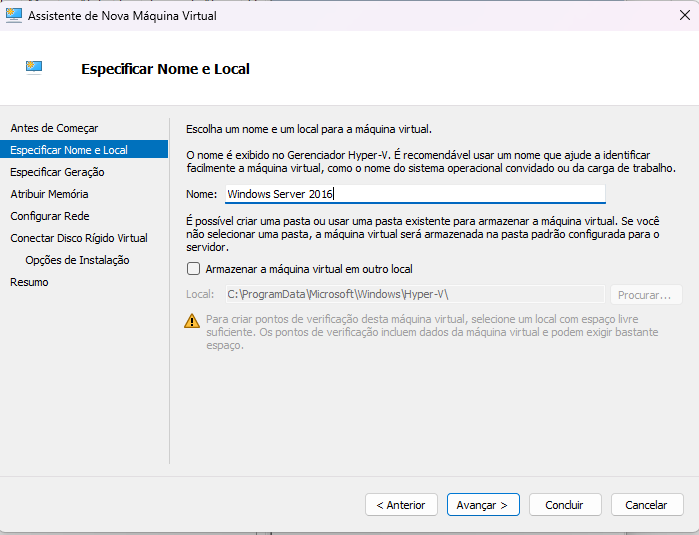 Assistente de Nova Máquina Virtual
Especificar Nome e Local
Antes de Começar
Especificar Nome e Local
Especificar Geração
Atribuir Memória
Configurar Rede
Conectar Disco Rígido Virtual
Opções de Instalação
Resumo
Escolha um nome e um local para a máquina virtual.
O nome é exibido no Gerenciador Hyper-V. É recomendável usar um nome que ajude a identificar
facilmente a máquina virtual, como o nome do sistema operacional convidado ou da carga de trabalho.
Nome: Windows Server 2016
É possível criar uma pasta ou usar uma pasta existente para armazenar a máquina virtual. Se você
não selecionar uma pasta, a máquina virtual será armazenada na pasta padrão configurada para o
servidor.
Armazenar a máquina virtual em outro local
Local: C:\ProgramData\Microsoft\Windows\Hyper-V\ Procurar...
Para criar pontos de verificação desta máquina virtual, selecione um local com espaço livre
suficiente. Os pontos de verificação incluem dados da máquina virtual e podem exigir bastante
espaço.
< Anterior Avançar > Concluir Cancelar